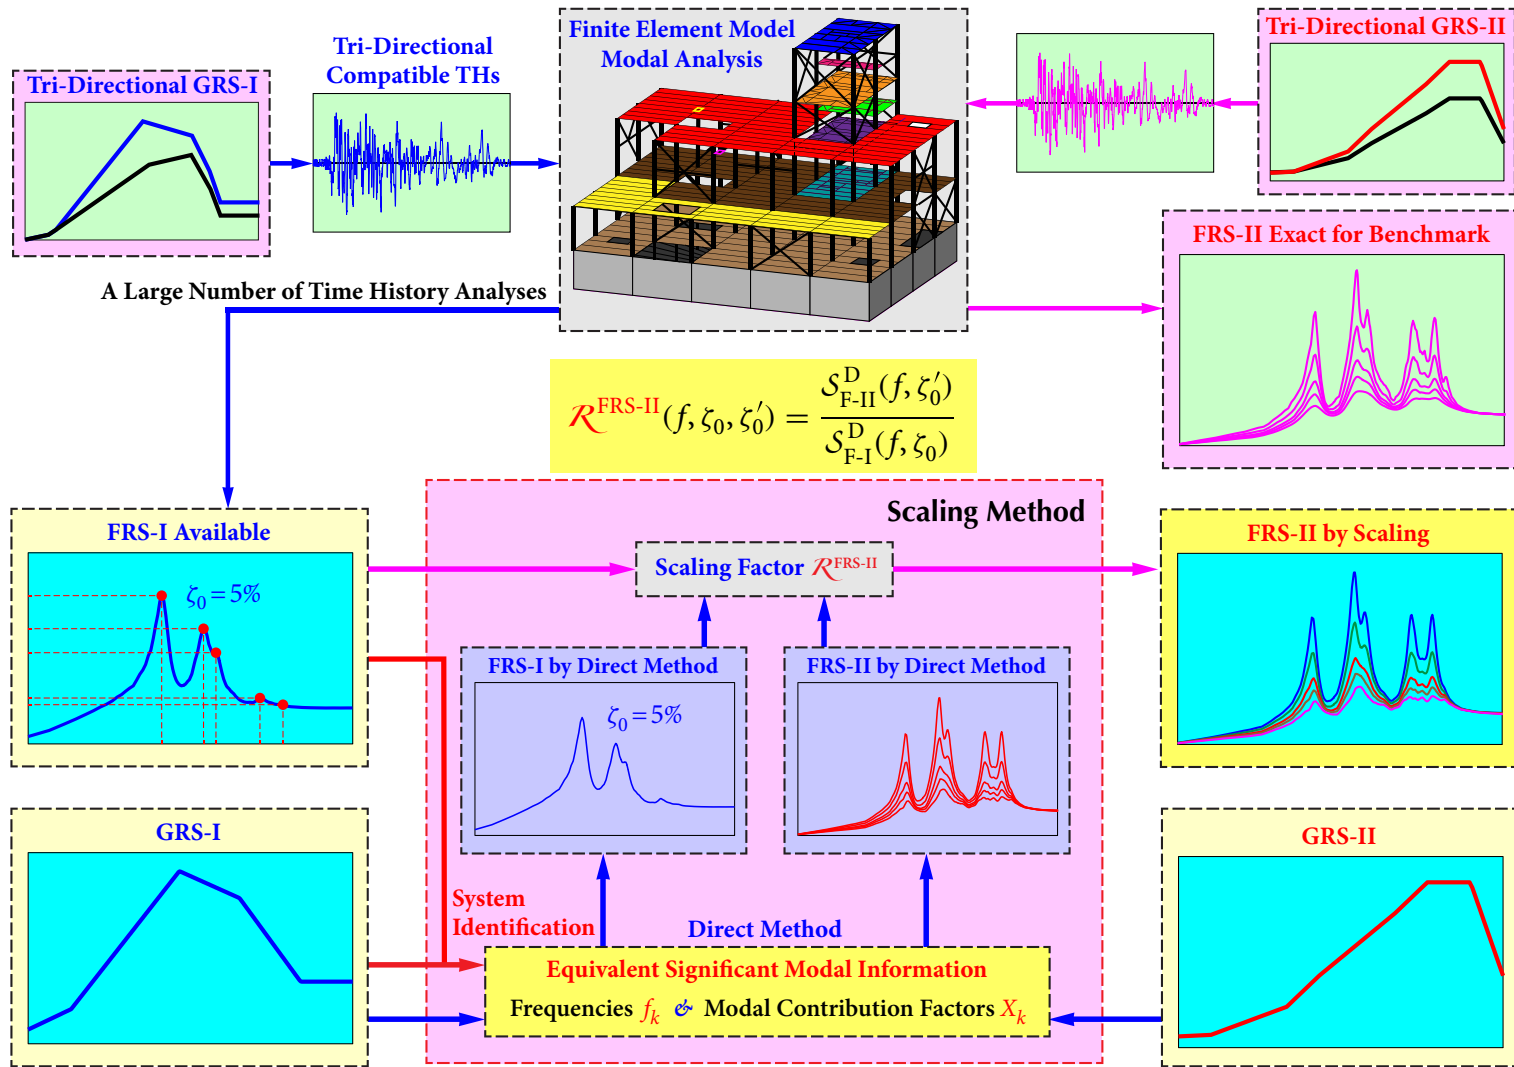 Tri-Directional GRS-I
Tri-Directional
Compatible THs
Finite Element Model
Modal Analysis
Tri-Directional GRS-II
FRS-II Exact for Benchmark
A Large Number of Time History Analyses
ℛ^FRS-II (f, ζ₀, ζ₀′) = 𝒮^D_F-II (f, ζ₀′) / 𝒮^D_F-I (f, ζ₀)
Scaling Method
FRS-I Available
ζ₀ = 5%
Scaling Factor ℛ^FRS-II
FRS-II by Scaling
FRS-I by Direct Method
ζ₀ = 5%
FRS-II by Direct Method
GRS-I
System
Identification
Direct Method
Equivalent Significant Modal Information
Frequencies f_k & Modal Contribution Factors X_k
GRS-II